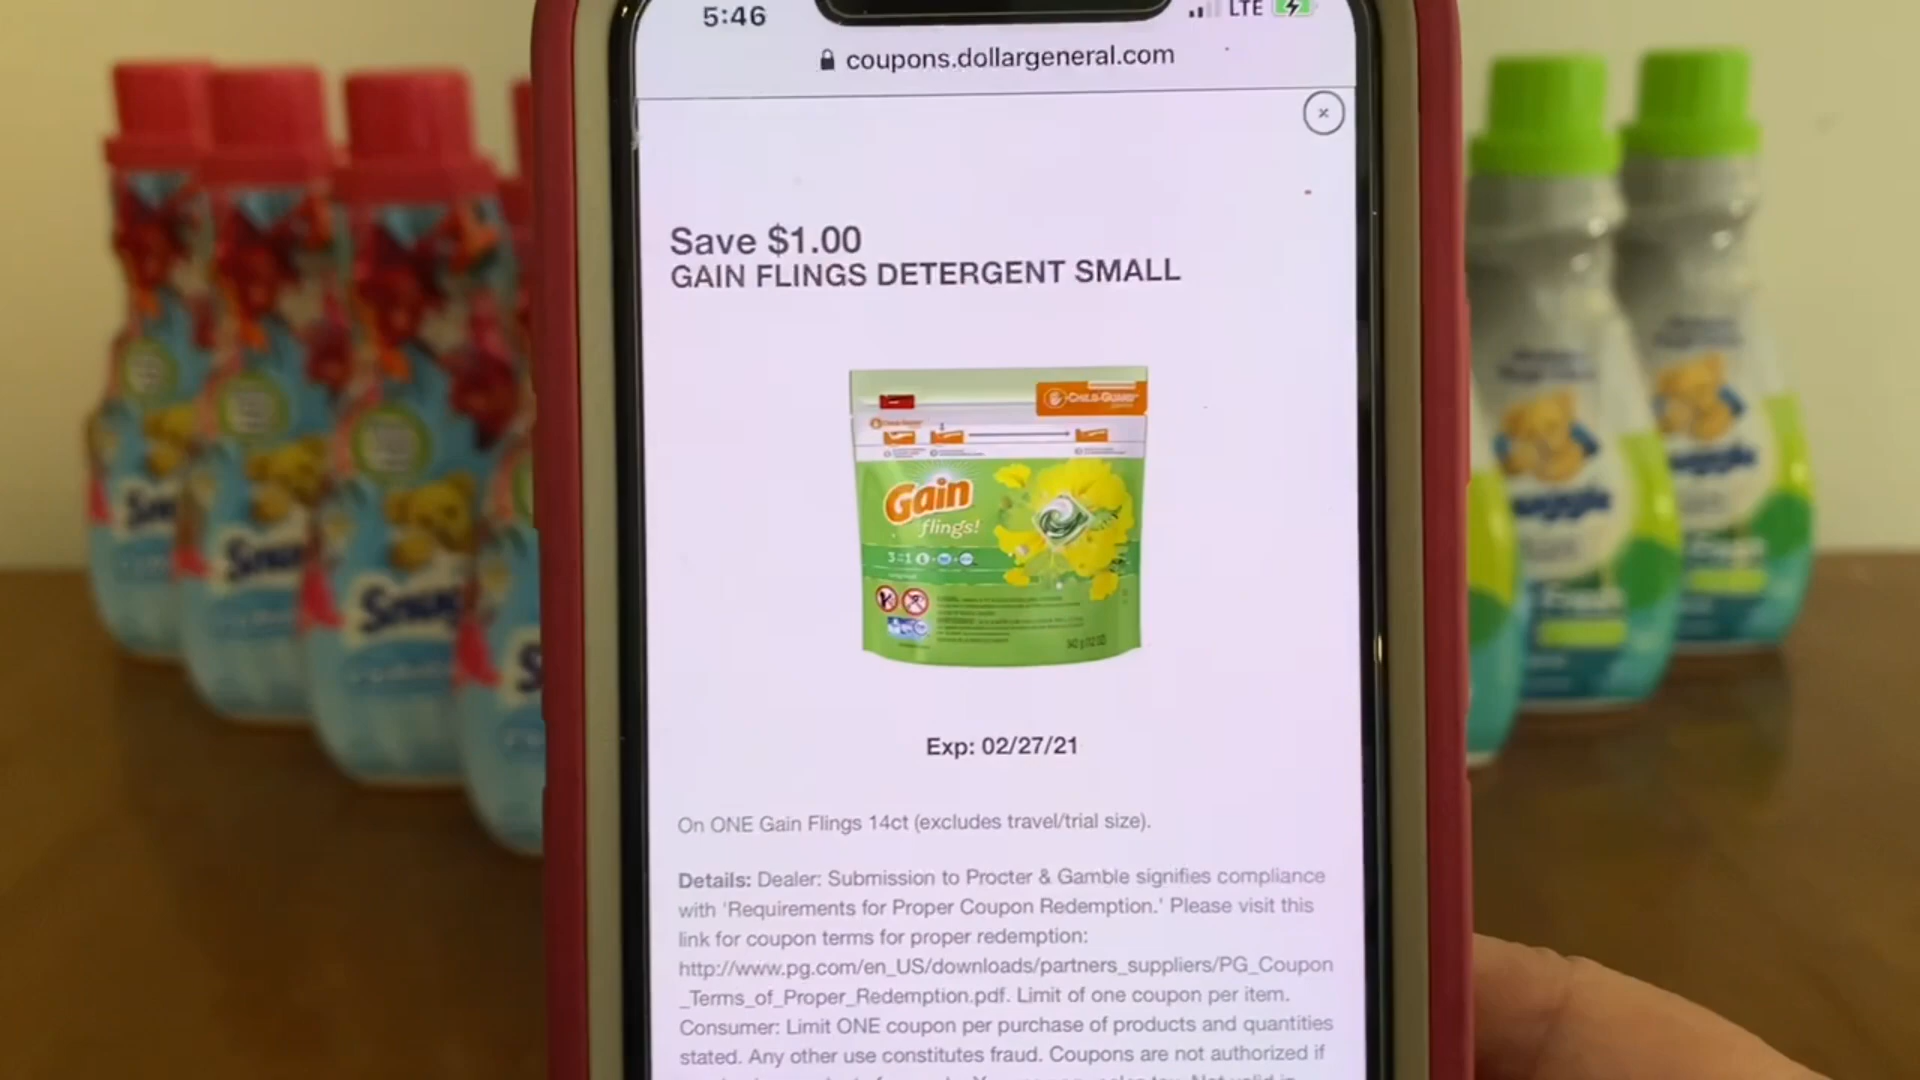 5:46
LTE
coupons.dollargeneral.com
Save $1.00
GAIN FLINGS DETERGENT SMALL
CHILD-GUARD
Gain
flings!
3in1
Exp: 02/27/21
On ONE Gain Flings 14ct (excludes travel/trial size).
Details: Dealer: Submission to Procter & Gamble signifies compliance
with 'Requirements for Proper Coupon Redemption.' Please visit this
link for coupon terms for proper redemption:
http://www.pg.com/en_US/downloads/partners_suppliers/PG_Coupon
_Terms_of_Proper_Redemption.pdf. Limit of one coupon per item.
Consumer: Limit ONE coupon per purchase of products and quantities
stated. Any other use constitutes fraud. Coupons are not authorized if